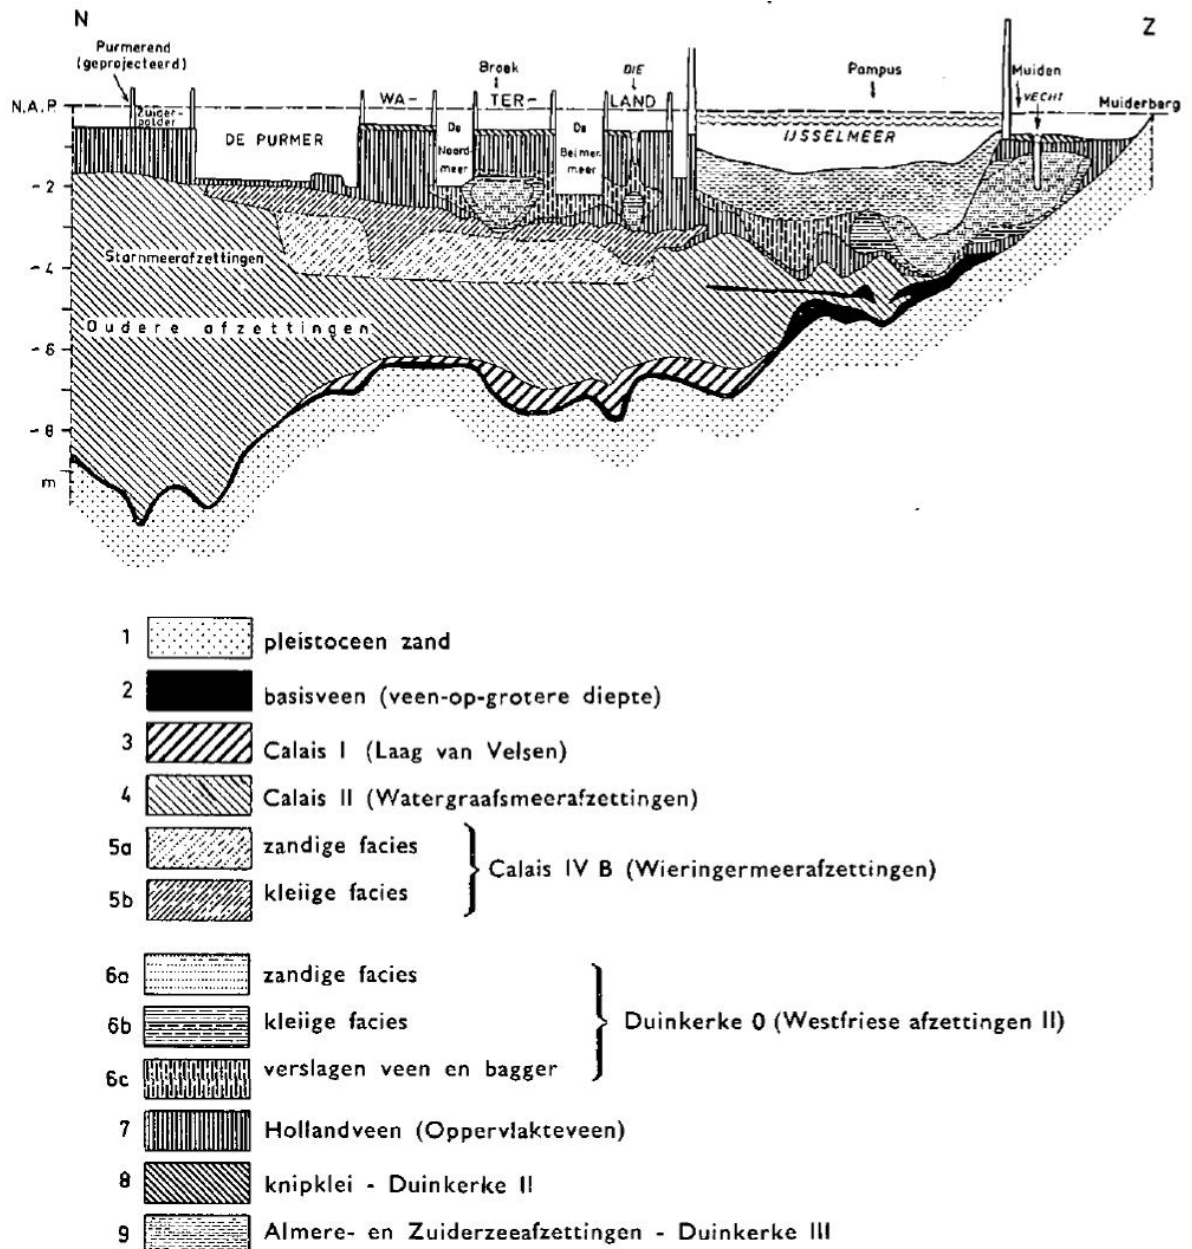 N
Z
Purmerend
(geprojecteerd)
Broek
DIE
Pampus
Muiden
VECHT
Muiderberg
N.A.P
Zuider-
polder
WA-
TER-
LAND
De
Noord-
meer
De
Belmer-
meer
DE PURMER
IJSSELMEER
- 2
Starnmeerafzettingen
- 4
Oudere afzettingen
- 6
- 8
m
1 pleistoceen zand
2 basisveen (veen-op-grotere diepte)
3 Calais I (Laag van Velsen)
4 Calais II (Watergraafsmeerafzettingen)
5a zandige facies
Calais IV B (Wieringermeerafzettingen)
5b kleiige facies
6a zandige facies
6b kleiige facies
Duinkerke 0 (Westfriese afzettingen II)
6c verslagen veen en bagger
7 Hollandveen (Oppervlakteveen)
8 knipklei - Duinkerke II
9 Almere- en Zuiderzeeafzettingen - Duinkerke III